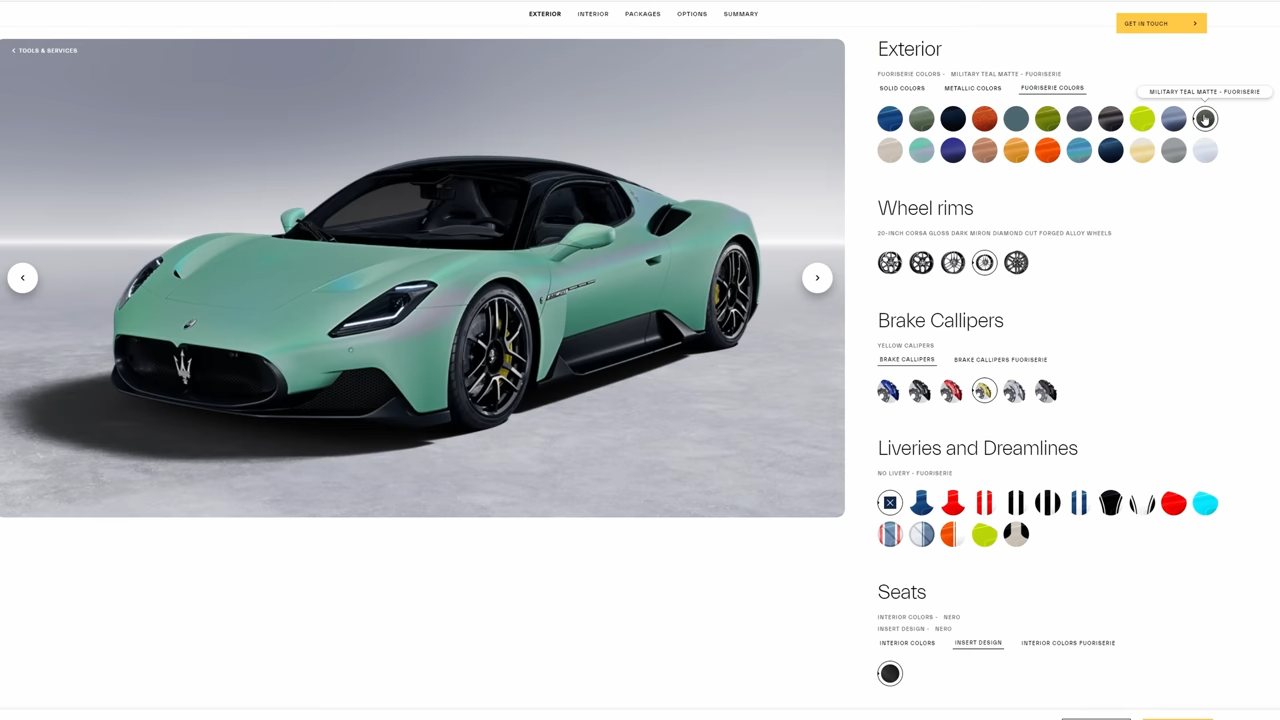 EXTERIOR INTERIOR PACKAGES OPTIONS SUMMARY
GET IN TOUCH
TOOLS & SERVICES
Exterior
FUORISERIE COLORS - MILITARY TEAL MATTE - FUORISERIE
SOLID COLORS METALLIC COLORS FUORISERIE COLORS
MILITARY TEAL MATTE - FUORISERIE
Wheel rims
20-INCH CORSA GLOSS DARK MIRON DIAMOND CUT FORGED ALLOY WHEELS
Brake Callipers
YELLOW CALIPERS
BRAKE CALLIPERS BRAKE CALLIPERS FUORISERIE
Liveries and Dreamlines
NO LIVERY - FUORISERIE
Seats
INTERIOR COLORS - NERO
INSERT DESIGN - NERO
INTERIOR COLORS INSERT DESIGN INTERIOR COLORS FUORISERIE